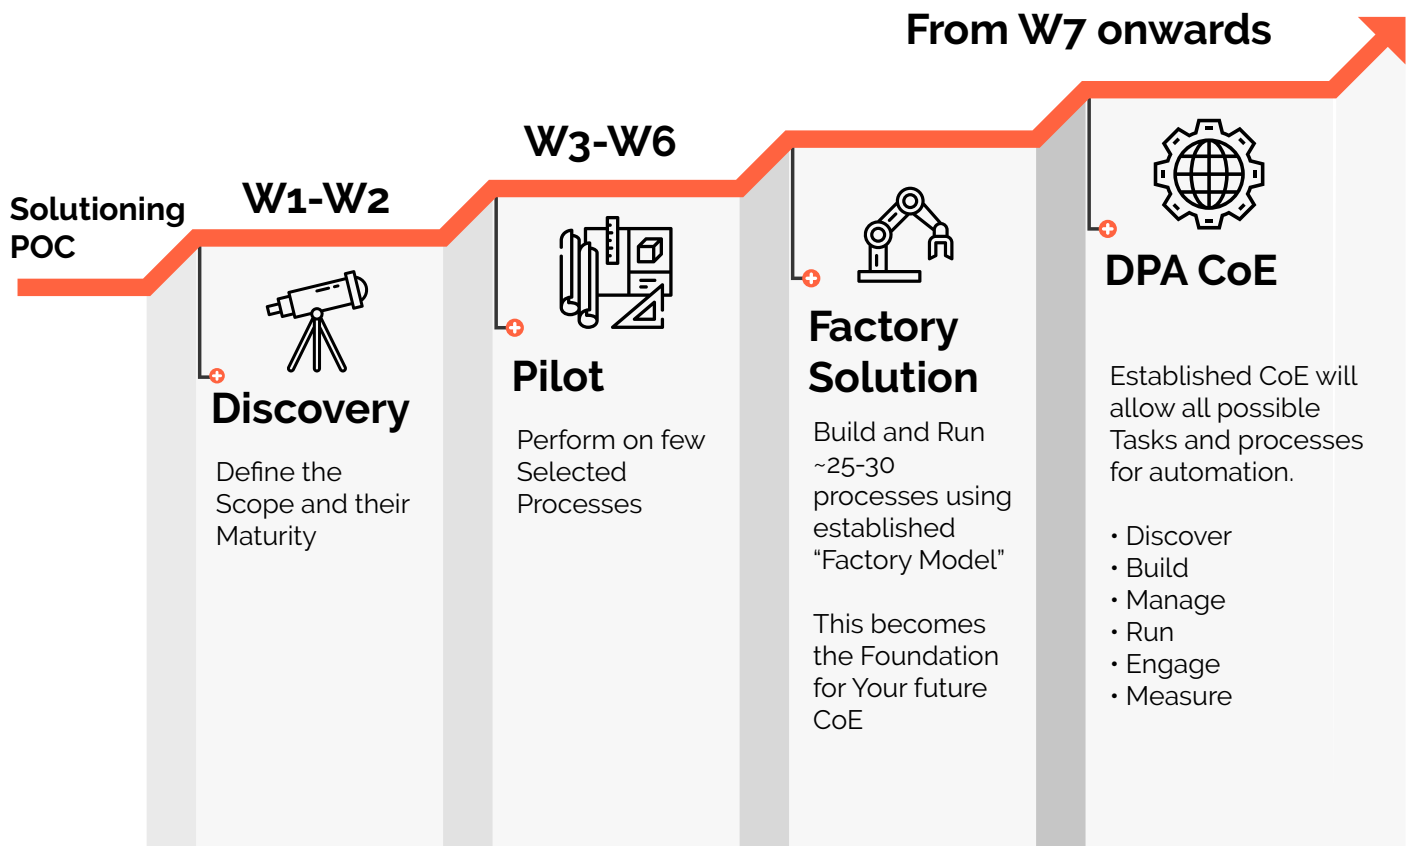 From W7 onwards
W3-W6
W1-W2
Solutioning
POC
Discovery
Define the
Scope and their
Maturity
Pilot
Perform on few
Selected
Processes
Factory
Solution
Build and Run
~25-30
processes using
established
“Factory Model”
This becomes
the Foundation
for Your future
CoE
DPA CoE
Established CoE will
allow all possible
Tasks and processes
for automation.
• Discover
• Build
• Manage
• Run
• Engage
• Measure